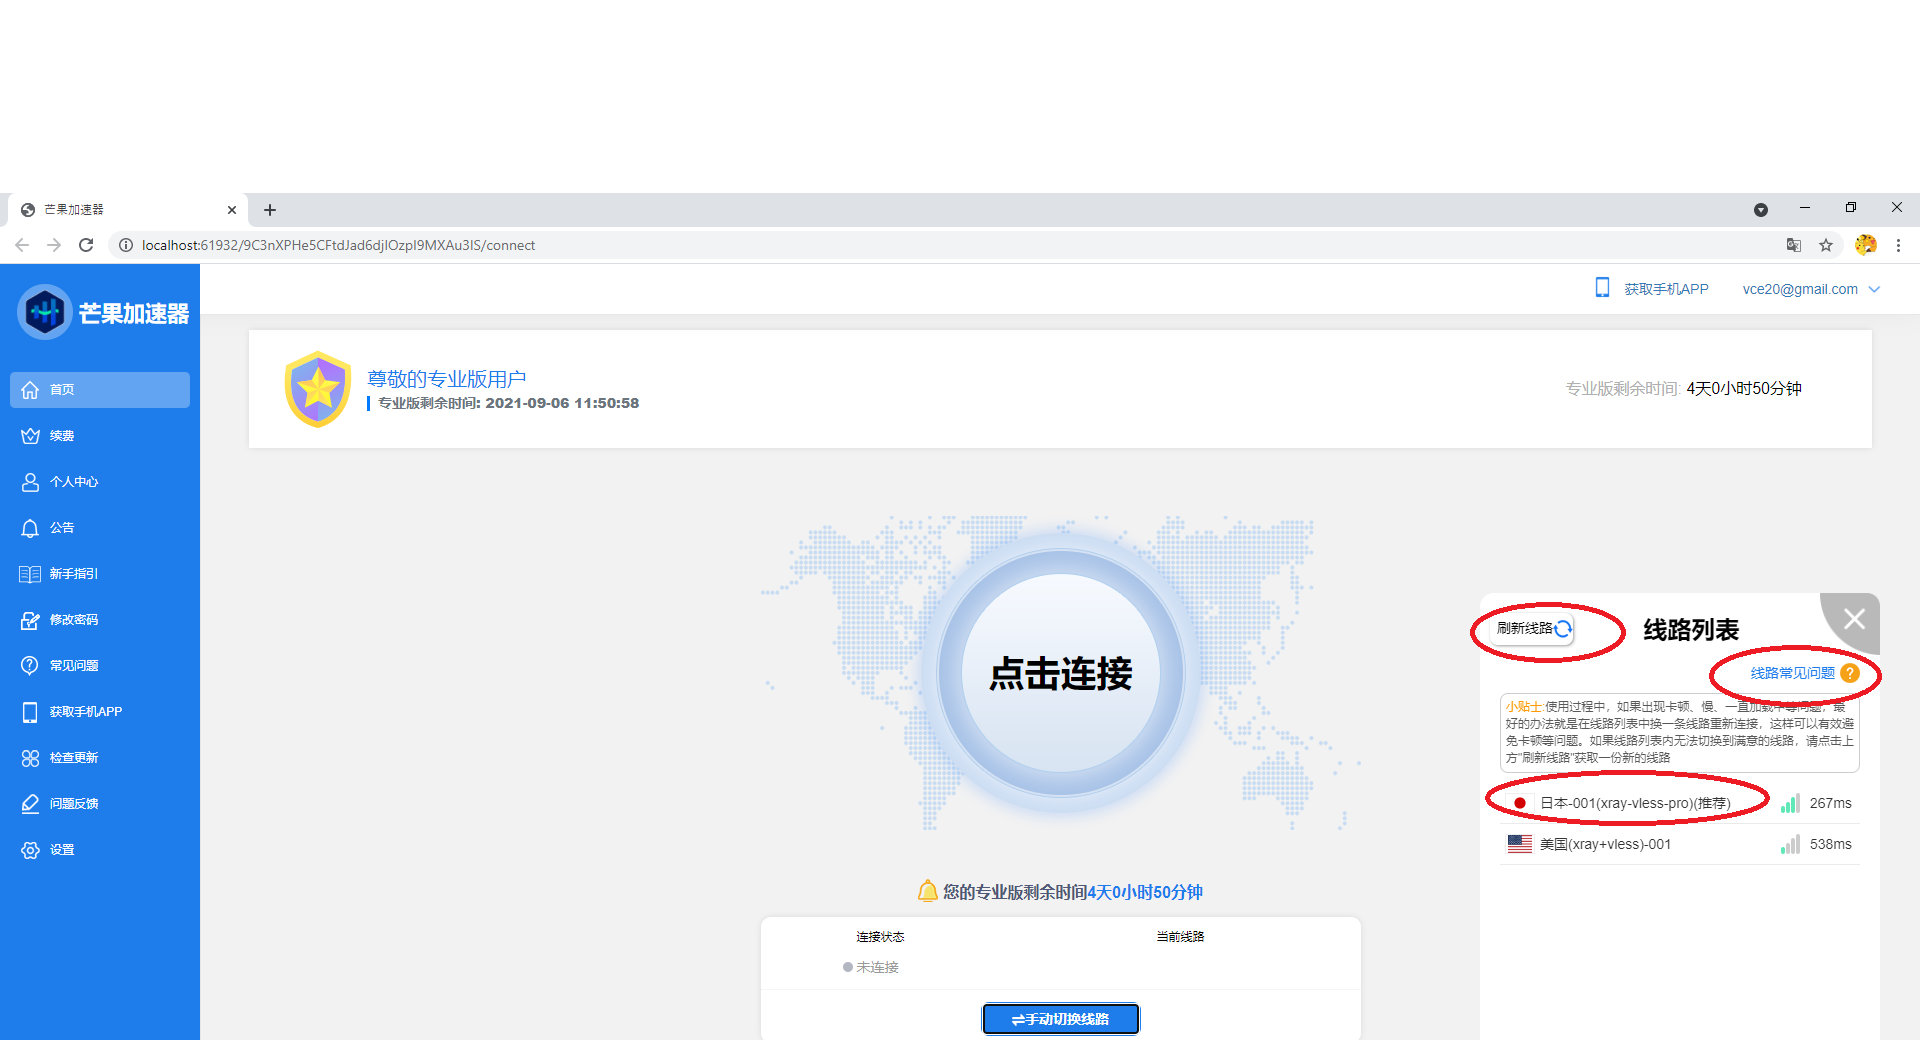 芒果加速器
localhost:61932/9C3nXPHe5CFtdJad6djIOzpI9MXAu3IS/connect
芒果加速器
获取手机APP
vce20@gmail.com
首页
续费
个人中心
公告
新手指引
修改密码
常见问题
获取手机APP
检查更新
问题反馈
设置
尊敬的专业版用户
专业版剩余时间: 2021-09-06 11:50:58
专业版剩余时间: 4天0小时50分钟
点击连接
您的专业版剩余时间4天0小时50分钟
连接状态
当前线路
未连接
⇌手动切换线路
刷新线路
线路列表
线路常见问题 ?
小贴士:使用过程中，如果出现卡顿、慢、一直加载中等问题，最
好的办法就是在线路列表中换一条线路重新连接，这样可以有效避
免卡顿等问题。如果线路列表内无法切换到满意的线路，请点击上
方"刷新线路"获取一份新的线路
日本-001(xray-vless-pro)(推荐)
267ms
美国(xray+vless)-001
538ms